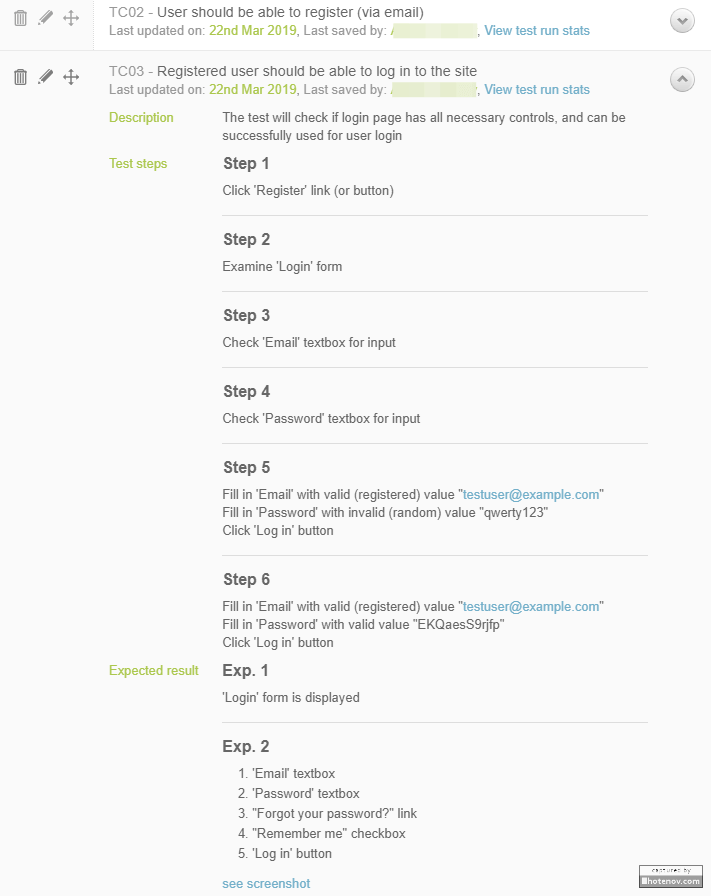 TC02 - User should be able to register (via email)
Last updated on: 22nd Mar 2019, Last saved by: , View test run stats
TC03 - Registered user should be able to log in to the site
Last updated on: 22nd Mar 2019, Last saved by: , View test run stats
Description The test will check if login page has all necessary controls, and can be
successfully used for user login
Test steps Step 1
Click 'Register' link (or button)
Step 2
Examine 'Login' form
Step 3
Check 'Email' textbox for input
Step 4
Check 'Password' textbox for input
Step 5
Fill in 'Email' with valid (registered) value "testuser@example.com"
Fill in 'Password' with invalid (random) value "qwerty123"
Click 'Log in' button
Step 6
Fill in 'Email' with valid (registered) value "testuser@example.com"
Fill in 'Password' with valid value "EKQaesS9rjfp"
Click 'Log in' button
Expected result Exp. 1
'Login' form is displayed
Exp. 2
1. 'Email' textbox
2. 'Password' textbox
3. "Forgot your password?" link
4. "Remember me" checkbox
5. 'Log in' button
see screenshot
captured by
hotenov.com